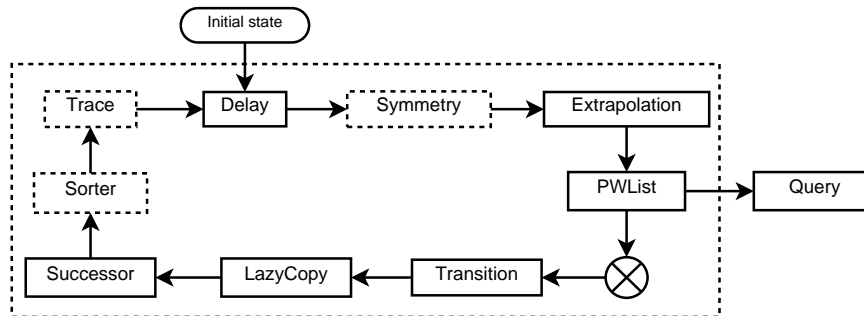 Initial state
Trace
Delay
Symmetry
Extrapolation
Sorter
PWList
Query
Successor
LazyCopy
Transition